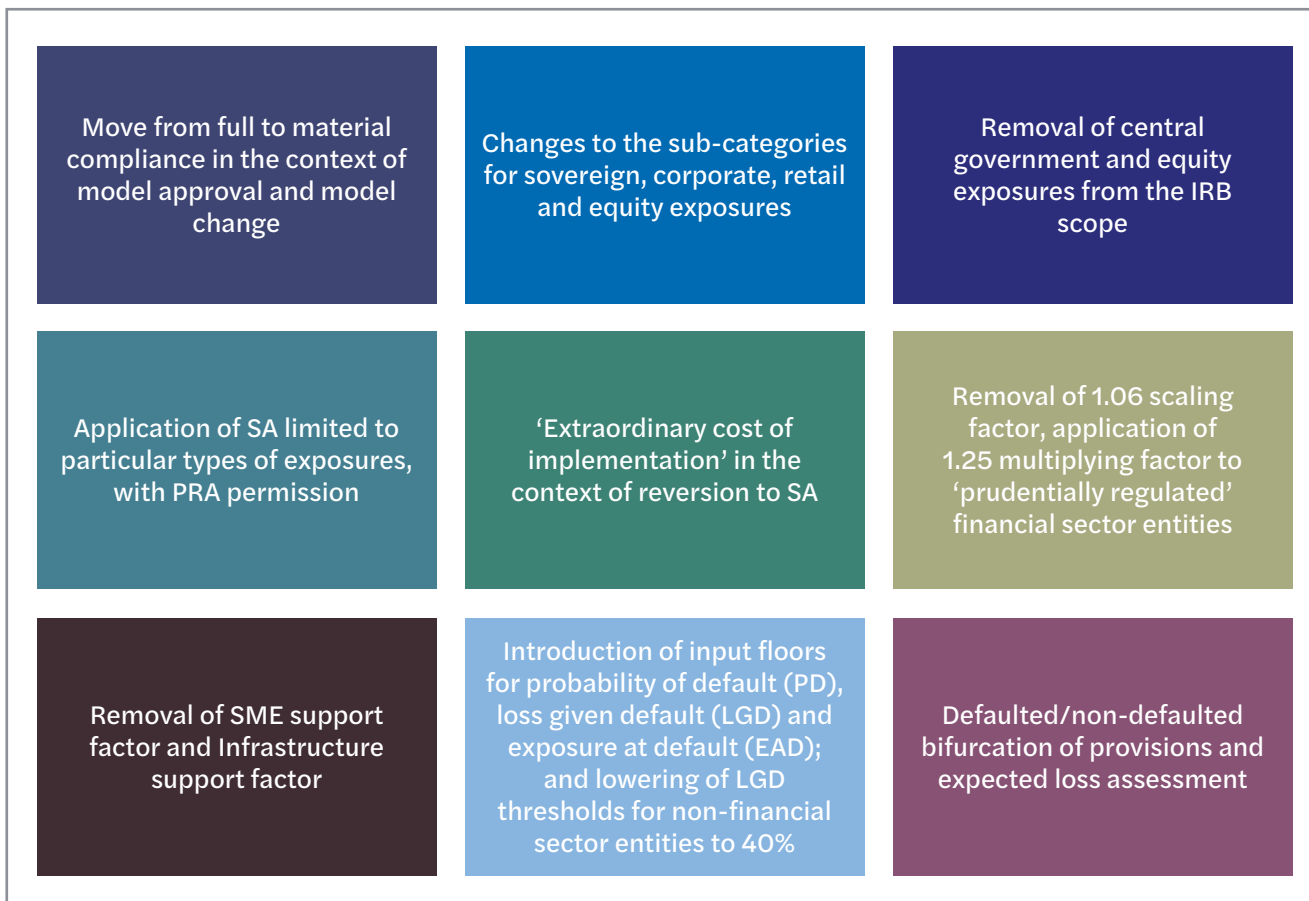 Move from full to material
compliance in the context of
model approval and model
change
Changes to the sub-categories
for sovereign, corporate, retail
and equity exposures
Removal of central
government and equity
exposures from the IRB
scope
Application of SA limited to
particular types of exposures,
with PRA permission
‘Extraordinary cost of
implementation’ in the
context of reversion to SA
Removal of 1.06 scaling
factor, application of
1.25 multiplying factor to
‘prudentially regulated’
financial sector entities
Removal of SME support
factor and Infrastructure
support factor
Introduction of input floors
for probability of default (PD),
loss given default (LGD) and
exposure at default (EAD);
and lowering of LGD
thresholds for non-financial
sector entities to 40%
Defaulted/non-defaulted
bifurcation of provisions and
expected loss assessment